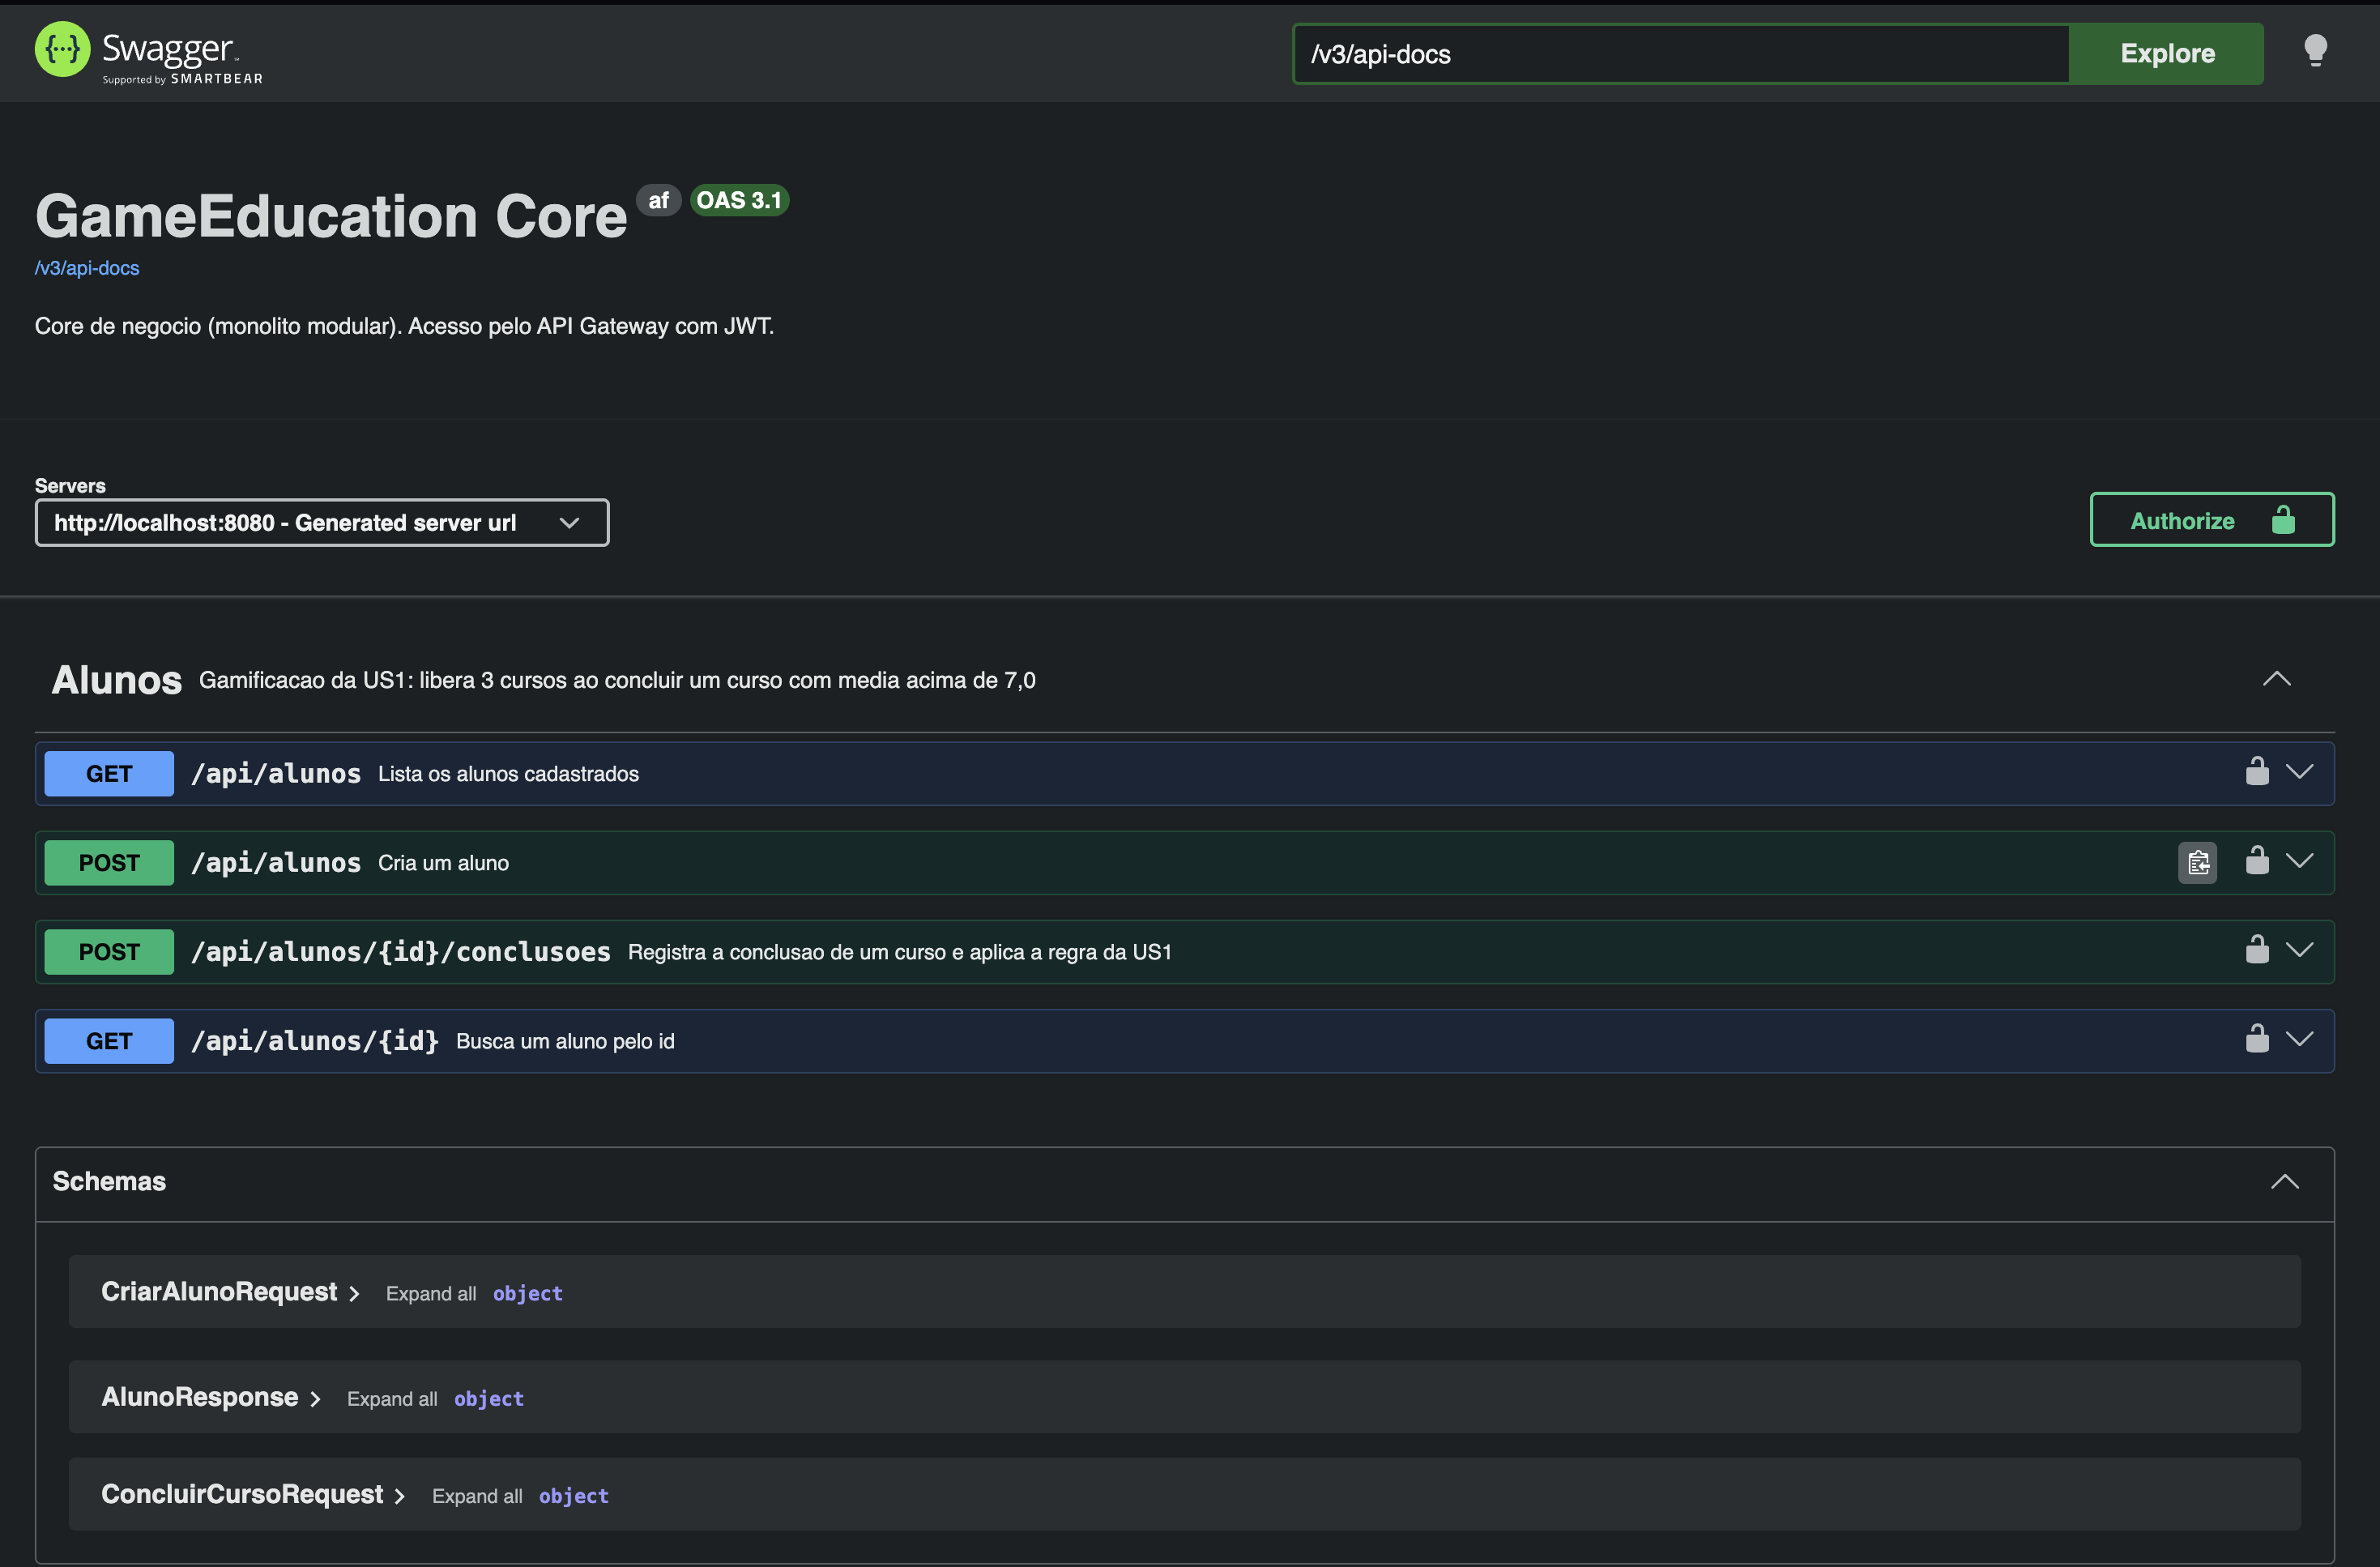 Swagger
Supported by SMARTBEAR
/v3/api-docs
Explore
GameEducation Core af OAS 3.1
/v3/api-docs
Core de negocio (monolito modular). Acesso pelo API Gateway com JWT.
Servers
http://localhost:8080 - Generated server url
Authorize
Alunos Gamificacao da US1: libera 3 cursos ao concluir um curso com media acima de 7,0
GET /api/alunos Lista os alunos cadastrados
POST /api/alunos Cria um aluno
POST /api/alunos/{id}/conclusoes Registra a conclusao de um curso e aplica a regra da US1
GET /api/alunos/{id} Busca um aluno pelo id
Schemas
CriarAlunoRequest Expand all object
AlunoResponse Expand all object
ConcluirCursoRequest Expand all object